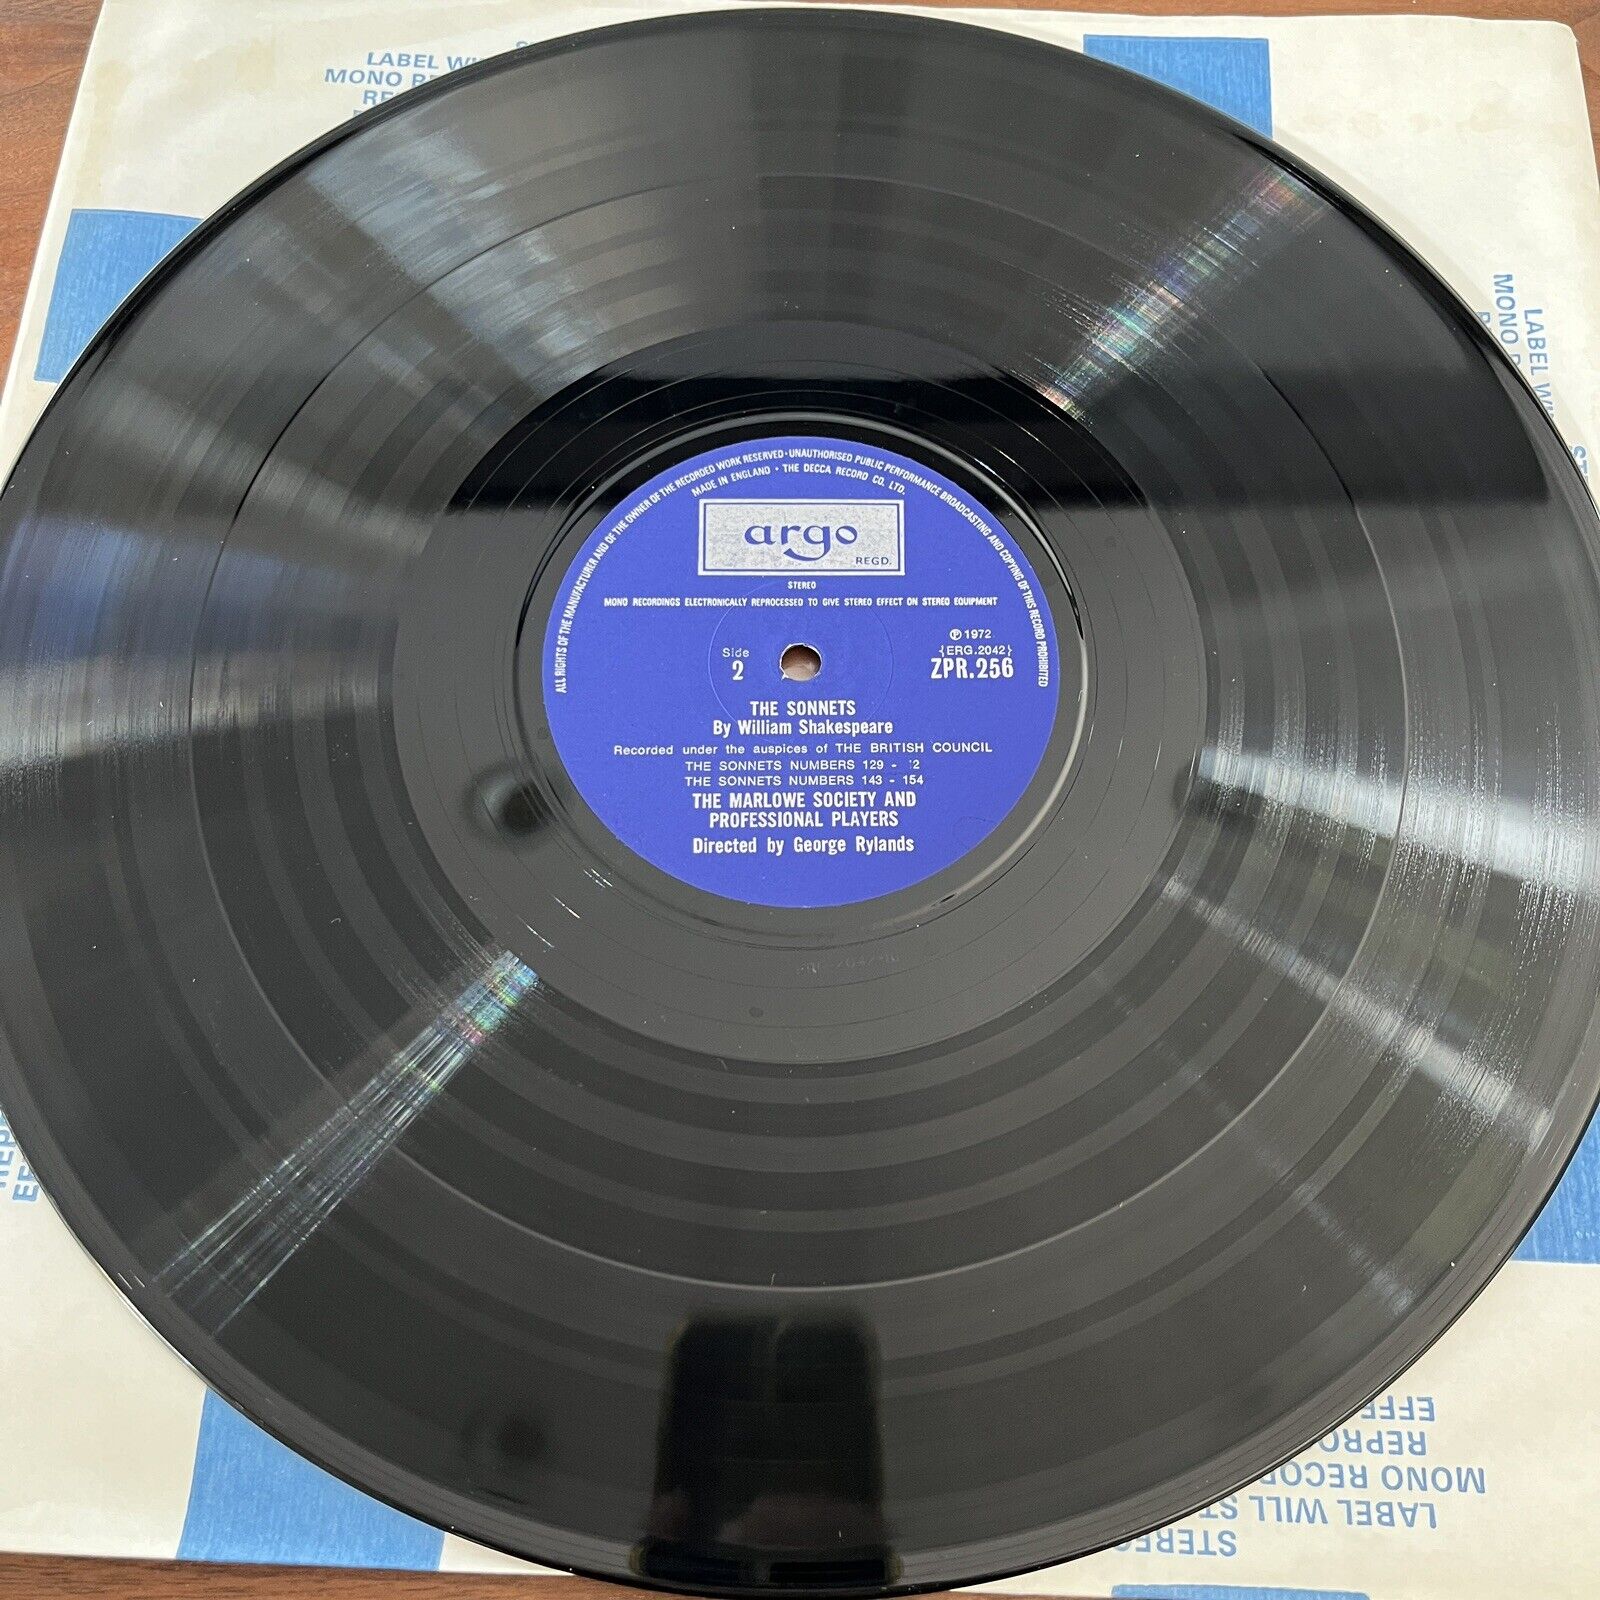 ALL RIGHTS OF THE MANUFACTURER AND OF THE OWNER OF THE RECORDED WORK RESERVED · UNAUTHORISED PUBLIC PERFORMANCE BROADCASTING AND COPYING OF THIS RECORD PROHIBITED
MADE IN ENGLAND · THE DECCA RECORD CO. LTD.
argo
REGD.
STEREO
MONO RECORDINGS ELECTRONICALLY REPROCESSED TO GIVE STEREO EFFECT ON STEREO EQUIPMENT
℗ 1972
Side {ERG.2042}
2 ZPR.256
THE SONNETS
By William Shakespeare
Recorded under the auspices of THE BRITISH COUNCIL
THE SONNETS NUMBERS 129 -
THE SONNETS NUMBERS 143 - 154
THE MARLOWE SOCIETY AND
PROFESSIONAL PLAYERS
Directed by George Rylands
LABEL
MONO
LABEL
MONO
STEREO
LABEL WILL ST
MONO RECOR
REPRO
EFFE